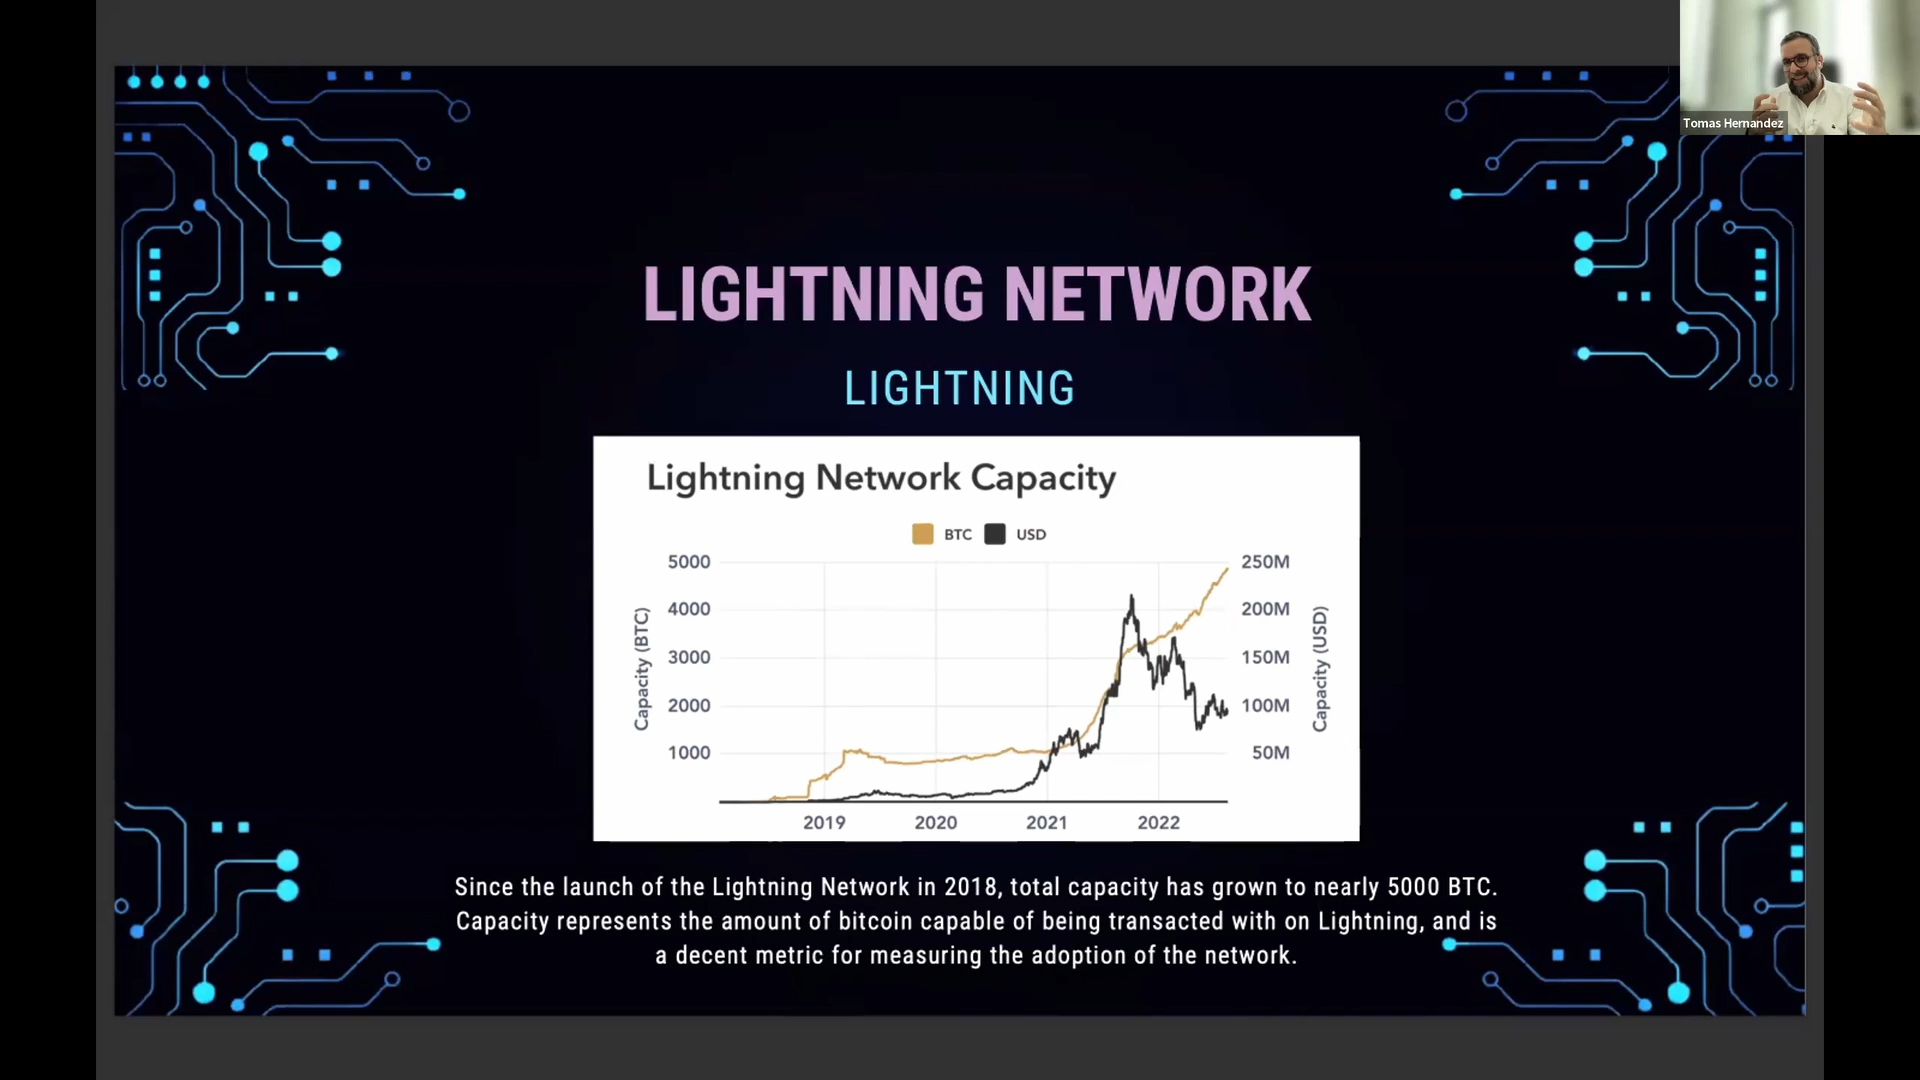 Tomas Hernandez
LIGHTNING NETWORK
LIGHTNING
Lightning Network Capacity
BTC USD
5000 250M
4000 200M
3000 150M
2000 100M
1000 50M
Capacity (BTC)
Capacity (USD)
2019 2020 2021 2022
Since the launch of the Lightning Network in 2018, total capacity has grown to nearly 5000 BTC.
Capacity represents the amount of bitcoin capable of being transacted with on Lightning, and is
a decent metric for measuring the adoption of the network.